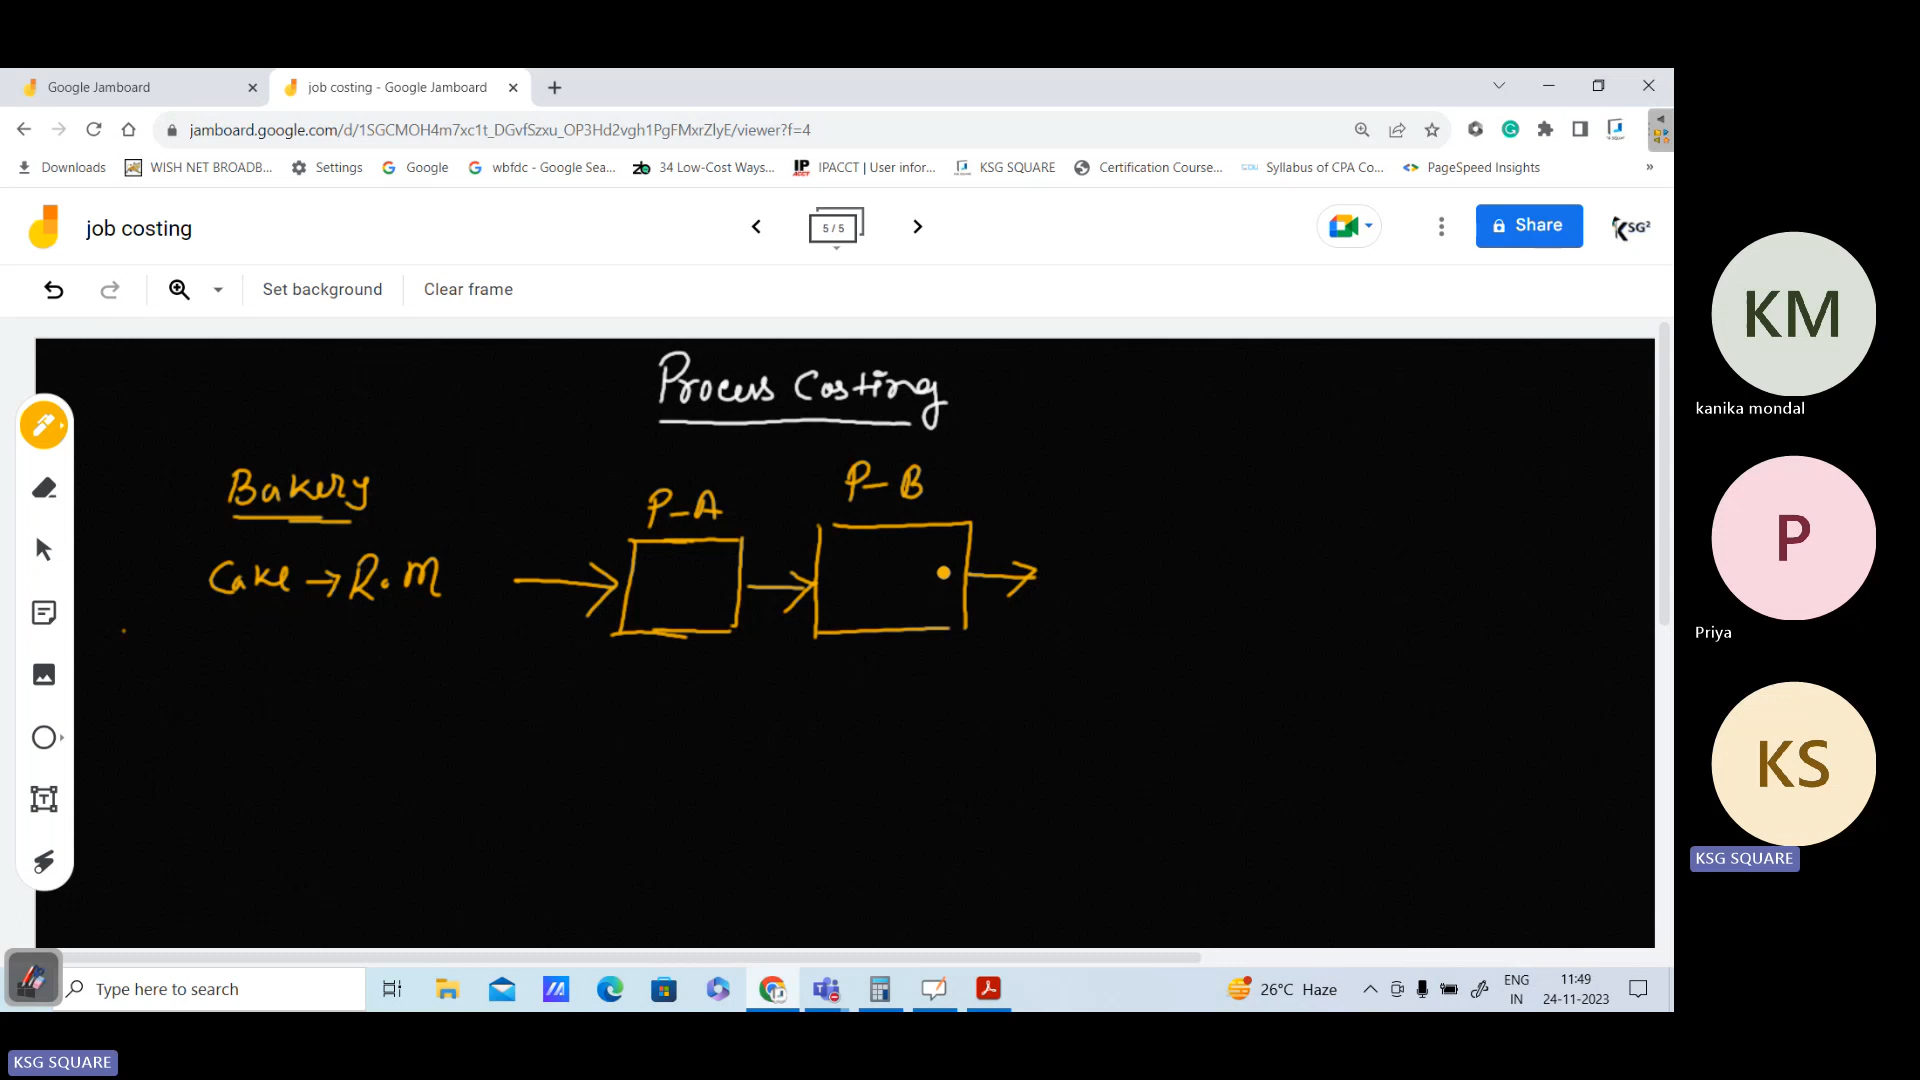 Google Jamboard
job costing - Google Jamboard
jamboard.google.com/d/1SGCMOH4m7xc1t_DGvfSzxu_OP3Hd2vgh1PgFMxrZlyE/viewer?f=4
Downloads WISH NET BROADB... Settings Google wbfdc - Google Sea... 34 Low-Cost Ways... IPACCT | User infor... KSG SQUARE Certification Course... Syllabus of CPA Co... PageSpeed Insights »
job costing 5 / 5 Share KSG²
Set background Clear frame
Process Costing
Bakery
P-A P-B
Cake → R.M
KM
kanika mondal
P
Priya
KS
KSG SQUARE
Type here to search 26°C Haze ENG IN 11:49 24-11-2023
KSG SQUARE